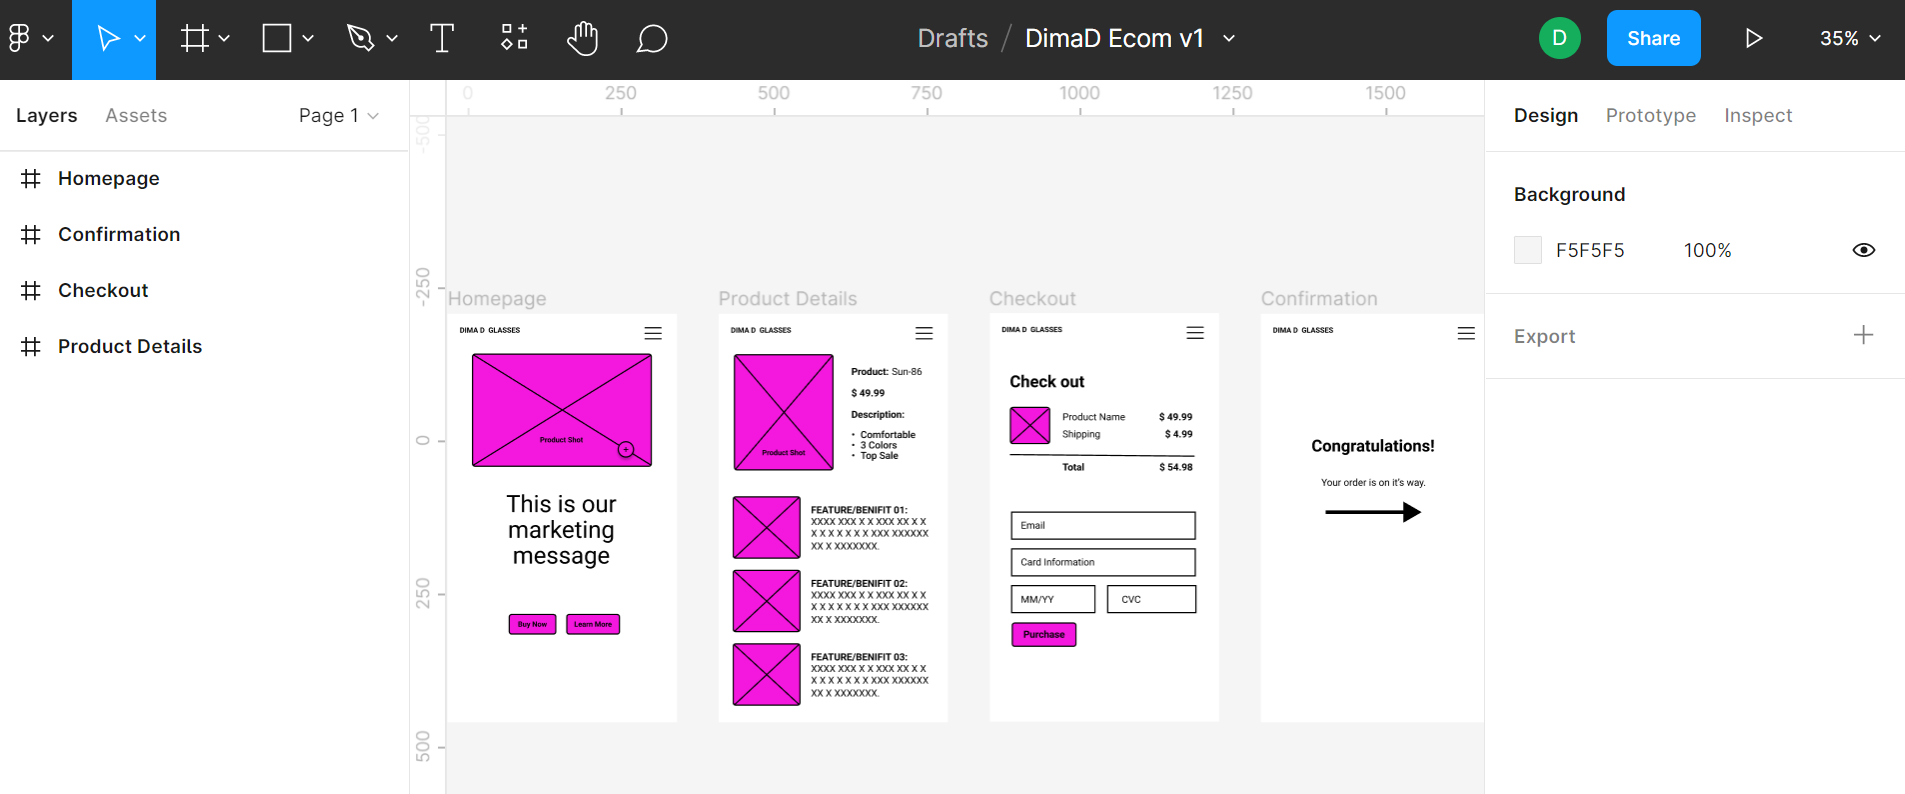 Drafts / DimaD Ecom v1
D
Share
35%
Layers
Assets
Page 1
Homepage
Confirmation
Checkout
Product Details
0
250
500
750
1000
1250
1500
-500
-250
0
250
500
Homepage
DIMA D GLASSES
Product Shot
+
This is our
marketing
message
Buy Now
Learn More
Product Details
DIMA D GLASSES
Product Shot
Product: Sun-86
$ 49.99
Description:
• Comfortable
• 3 Colors
• Top Sale
FEATURE/BENIFIT 01:
XXXX XXX X X XXX XX X X
X X X X X X X XXX XXXXXX
XX X XXXXXXX.
FEATURE/BENIFIT 02:
XXXX XXX X X XXX XX X X
X X X X X X X XXX XXXXXX
XX X XXXXXXX.
FEATURE/BENIFIT 03:
XXXX XXX X X XXX XX X X
X X X X X X X XXX XXXXXX
XX X XXXXXXX.
Checkout
DIMA D GLASSES
Check out
Product Name $ 49.99
Shipping $ 4.99
Total $ 54.98
Email
Card Information
MM/YY
CVC
Purchase
Confirmation
DIMA D GLASSES
Congratulations!
Your order is on it's way.
Design
Prototype
Inspect
Background
F5F5F5
100%
Export